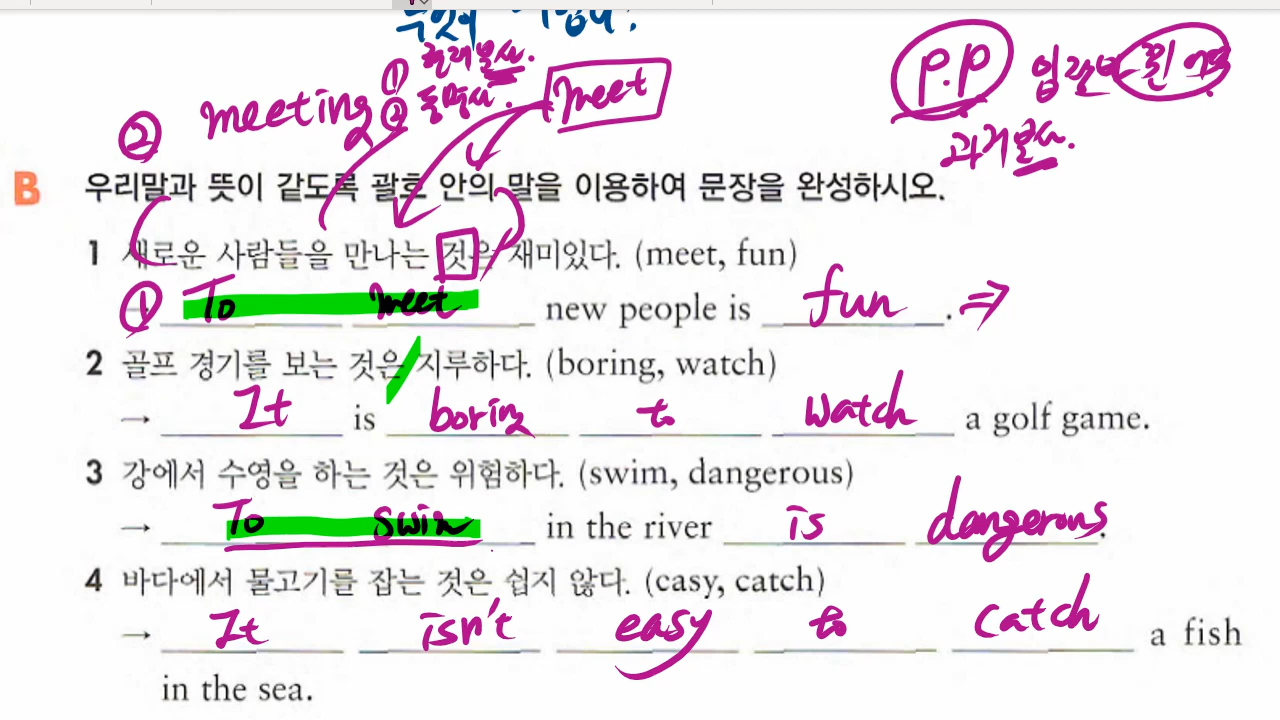 ① 현재분사.
② meeting ② 동명사. meet
P.P
과거분사.
B 우리말과 뜻이 같도록 괄호 안의 말을 이용하여 문장을 완성하시오.
1 새로운 사람들을 만나는 것은 재미있다. (meet, fun)
① → To meet new people is fun . ⇒
2 골프 경기를 보는 것은 지루하다. (boring, watch)
→ It is boring to watch a golf game.
3 강에서 수영을 하는 것은 위험하다. (swim, dangerous)
→ To swim in the river is dangerous.
4 바다에서 물고기를 잡는 것은 쉽지 않다. (easy, catch)
→ It isn't easy to catch a fish
in the sea.